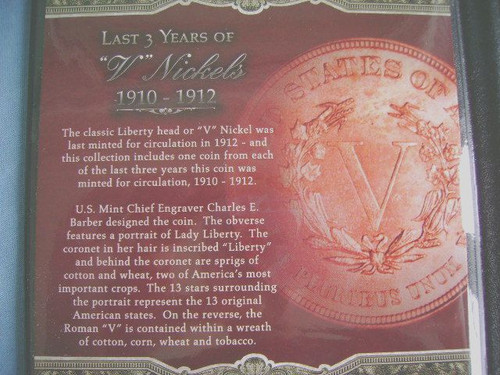 LAST 3 YEARS OF
"V" Nickels
1910 - 1912
The classic Liberty head or "V" Nickel was
last minted for circulation in 1912 - and
this collection includes one coin from each
of the last three years this coin was
minted for circulation, 1910 - 1912.
U.S. Mint Chief Engraver Charles E.
Barber designed the coin. The obverse
features a portrait of Lady Liberty. The
coronet in her hair is inscribed "Liberty"
and behind the coronet are sprigs of
cotton and wheat, two of America's most
important crops. The 13 stars surrounding
the portrait represent the 13 original
American states. On the reverse, the
Roman "V" is contained within a wreath
of cotton, corn, wheat and tobacco.
STATES OF A
V
PLURIBUS UNUM